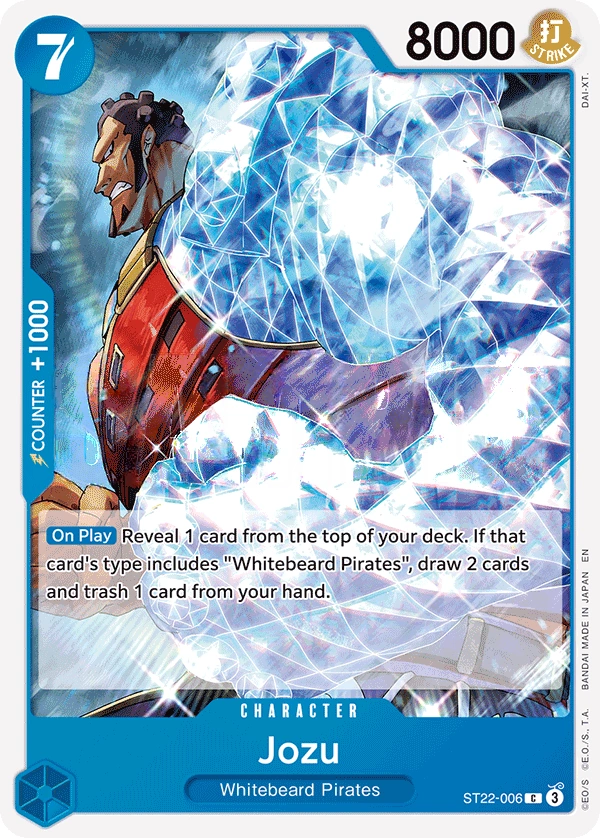 7
8000
打
STRIKE
DAI-XT.
COUNTER +1000
On Play Reveal 1 card from the top of your deck. If that
card's type includes "Whitebeard Pirates", draw 2 cards
and trash 1 card from your hand.
CHARACTER
Jozu
Whitebeard Pirates
ST22-006 C 3
©E.O/S ©E.O./S., T.A. BANDAI MADE IN JAPAN EN